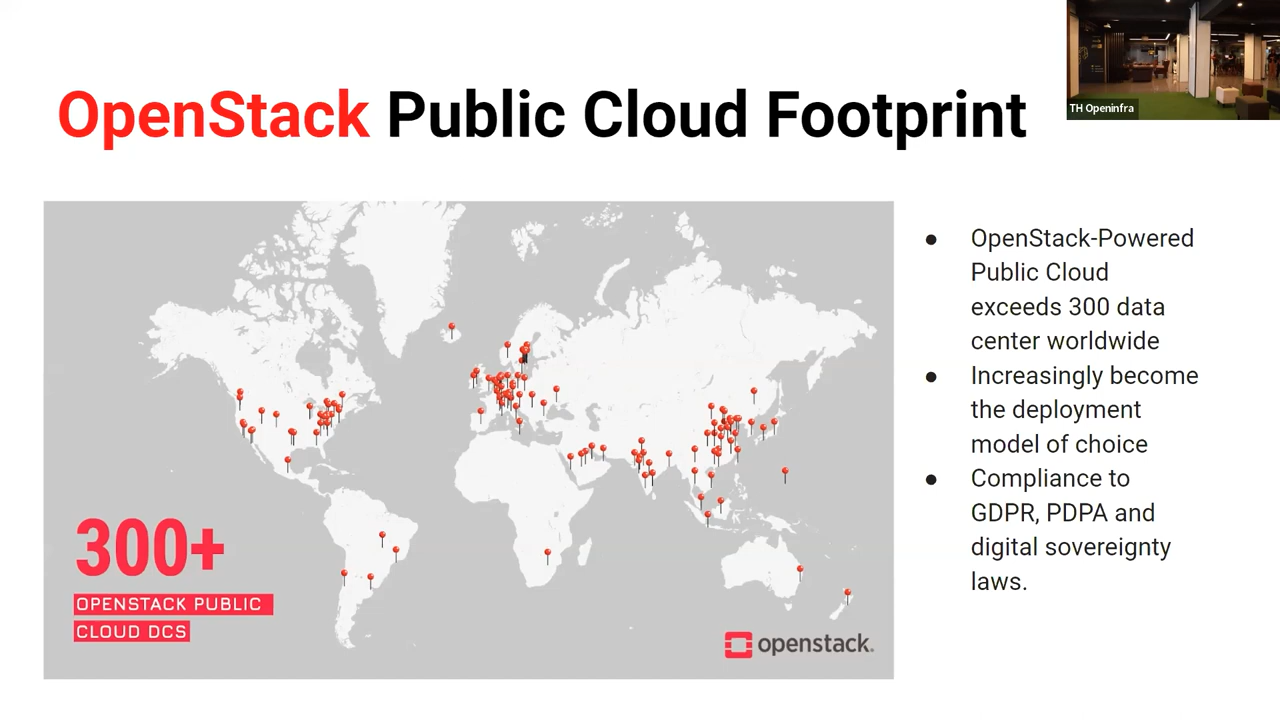 TH Openinfra
OpenStack Public Cloud Footprint
300+
OPENSTACK PUBLIC
CLOUD DCS
openstack.
● OpenStack-Powered
Public Cloud
exceeds 300 data
center worldwide
● Increasingly become
the deployment
model of choice
● Compliance to
GDPR, PDPA and
digital sovereignty
laws.